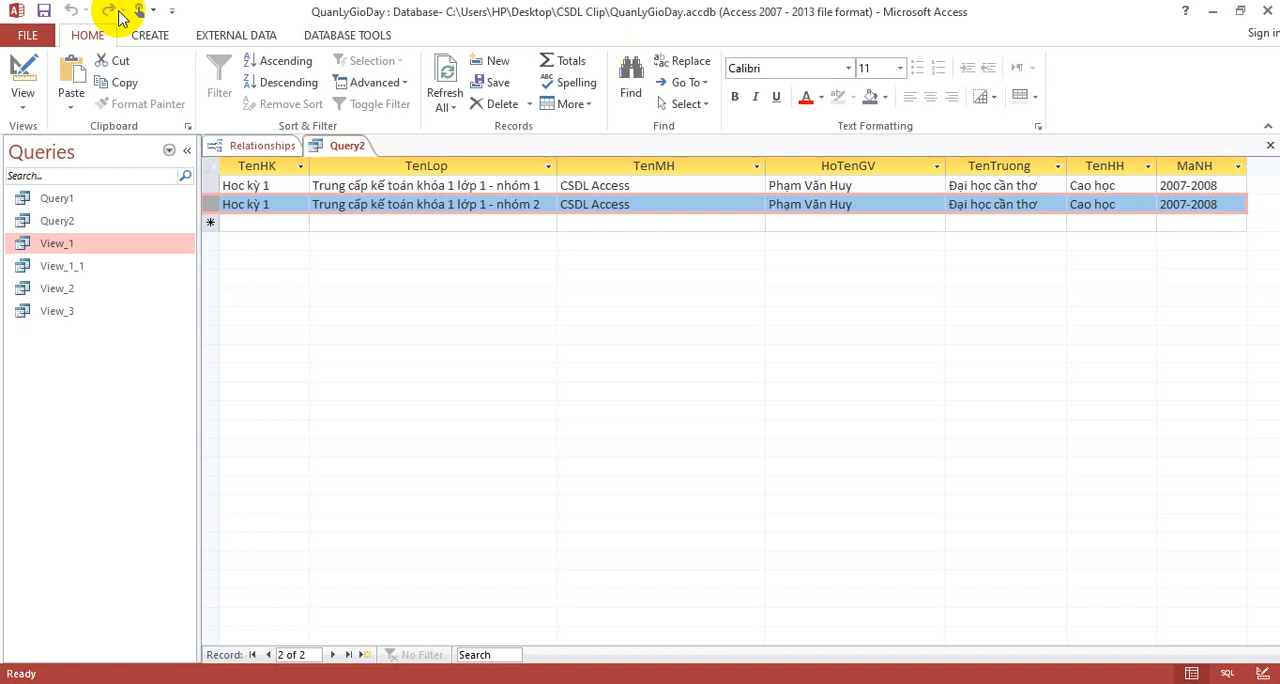 QuanLyGioDay : Database- C:\Users\HP\Desktop\CSDL Clip\QuanLyGioDay.accdb (Access 2007 - 2013 file format) - Microsoft Access
FILE HOME CREATE EXTERNAL DATA DATABASE TOOLS Sign in
View
Views
Paste
Cut
Copy
Format Painter
Clipboard
Filter
Ascending
Descending
Remove Sort
Selection
Advanced
Toggle Filter
Sort & Filter
Refresh
All
New
Save
Delete
Totals
Spelling
More
Records
Find
Replace
Go To
Select
Find
Calibri 11
B I U A
Text Formatting
Queries
Search...
Query1
Query2
View_1
View_1_1
View_2
View_3
Relationships Query2
TenHK TenLop TenMH HoTenGV TenTruong TenHH MaNH
Hoc kỳ 1 Trung cấp kế toán khóa 1 lớp 1 - nhóm 1 CSDL Access Phạm Văn Huy Đại học cần thơ Cao học 2007-2008
Hoc kỳ 1 Trung cấp kế toán khóa 1 lớp 1 - nhóm 2 CSDL Access Phạm Văn Huy Đại học cần thơ Cao học 2007-2008
Record: 2 of 2 No Filter Search
Ready SQL